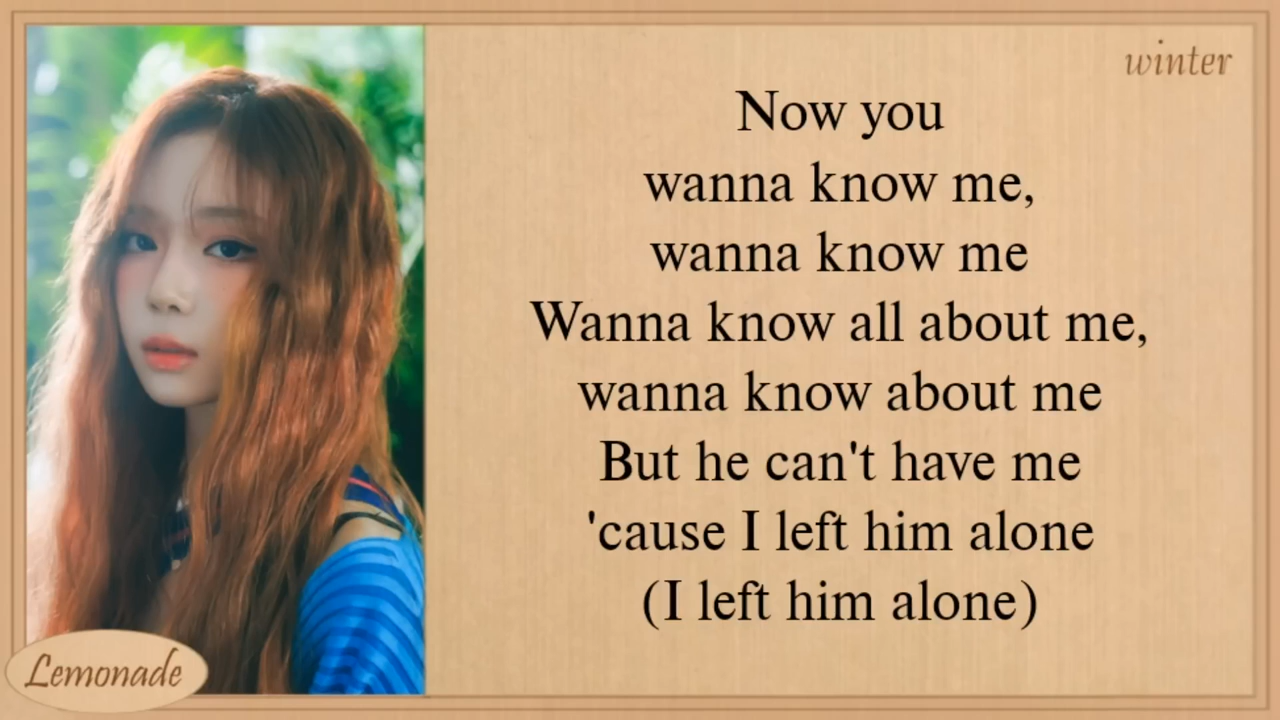 winter
Now you
wanna know me,
wanna know me
Wanna know all about me,
wanna know about me
But he can't have me
'cause I left him alone
(I left him alone)
Lemonade